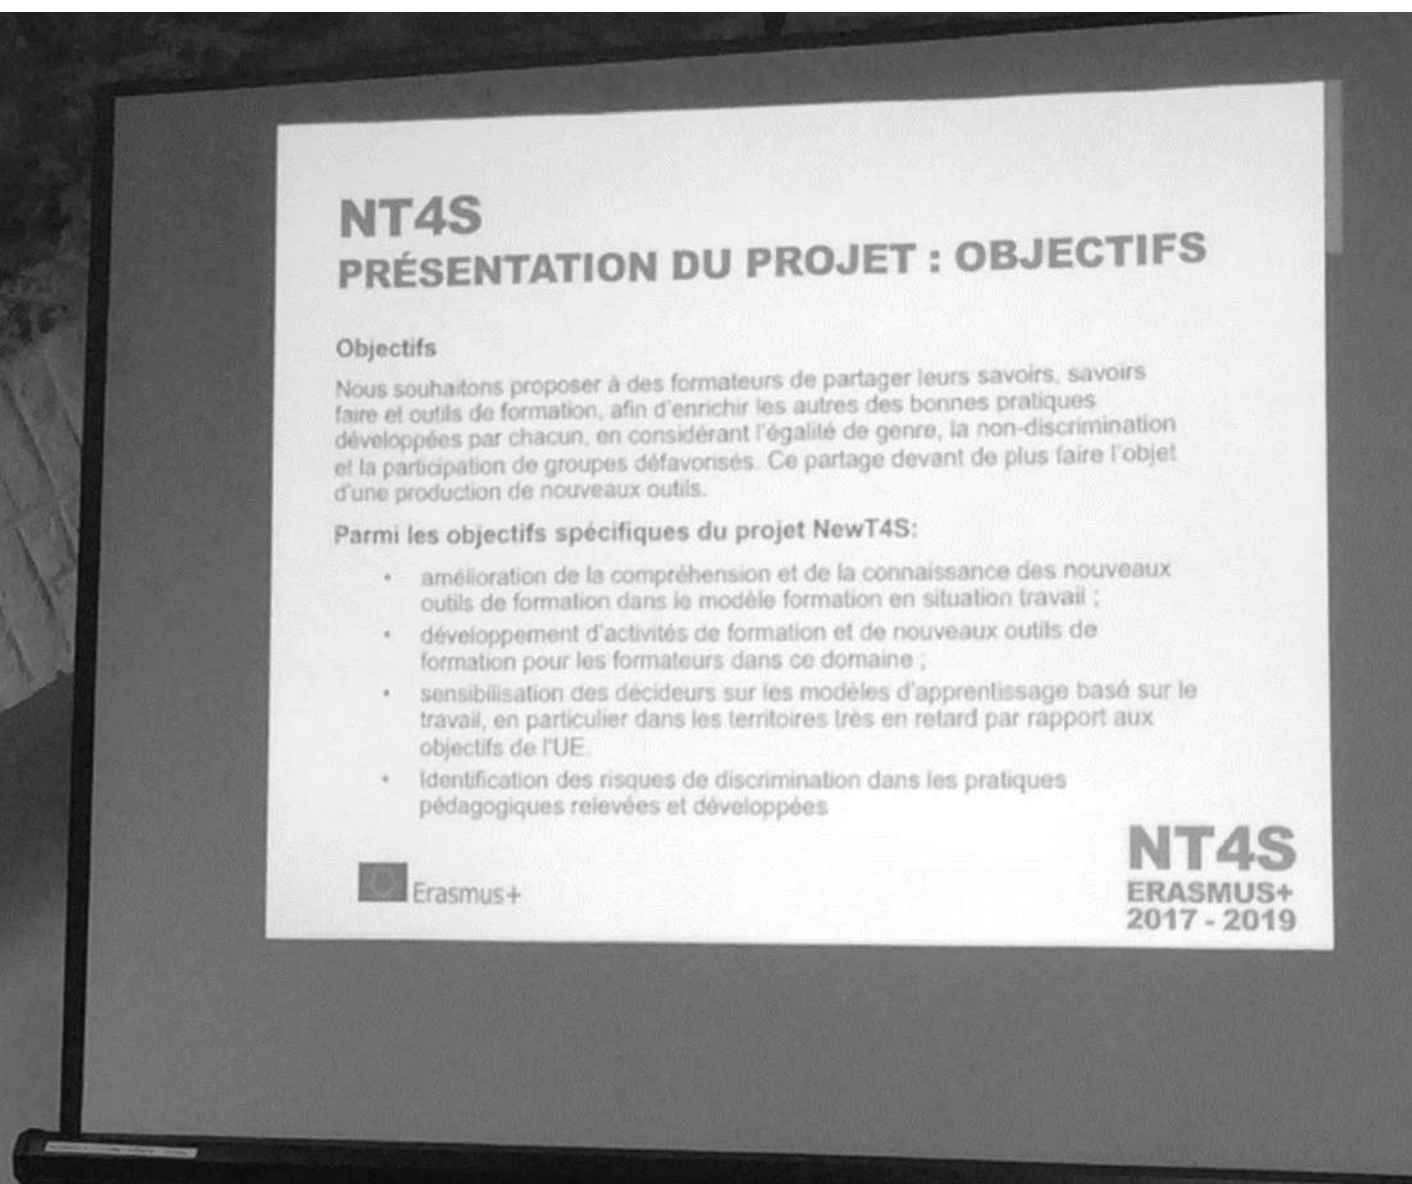 NT4S
PRÉSENTATION DU PROJET : OBJECTIFS
Objectifs
Nous souhaitons proposer à des formateurs de partager leurs savoirs, savoirs
faire et outils de formation, afin d'enrichir les autres des bonnes pratiques
développées par chacun, en considérant l'égalité de genre, la non-discrimination
et la participation de groupes défavorisés. Ce partage devant de plus faire l'objet
d'une production de nouveaux outils.
Parmi les objectifs spécifiques du projet NewT4S:
• amélioration de la compréhension et de la connaissance des nouveaux
outils de formation dans le modèle formation en situation travail ;
• développement d'activités de formation et de nouveaux outils de
formation pour les formateurs dans ce domaine ;
• sensibilisation des décideurs sur les modèles d'apprentissage basé sur le
travail, en particulier dans les territoires très en retard par rapport aux
objectifs de l'UE.
• Identification des risques de discrimination dans les pratiques
pédagogiques relevées et développées
Erasmus+
NT4S
ERASMUS+
2017 - 2019